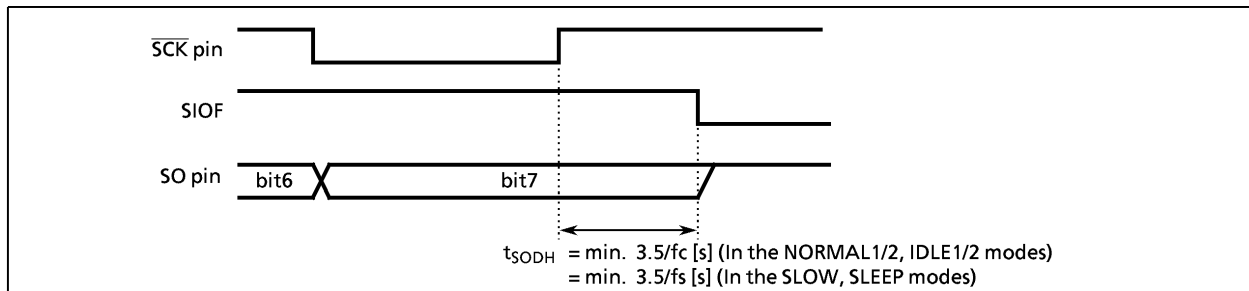 SCK pin
SIOF
SO pin bit6 bit7
tSODH = min. 3.5/fc [s] (In the NORMAL1/2, IDLE1/2 modes)
= min. 3.5/fs [s] (In the SLOW, SLEEP modes)